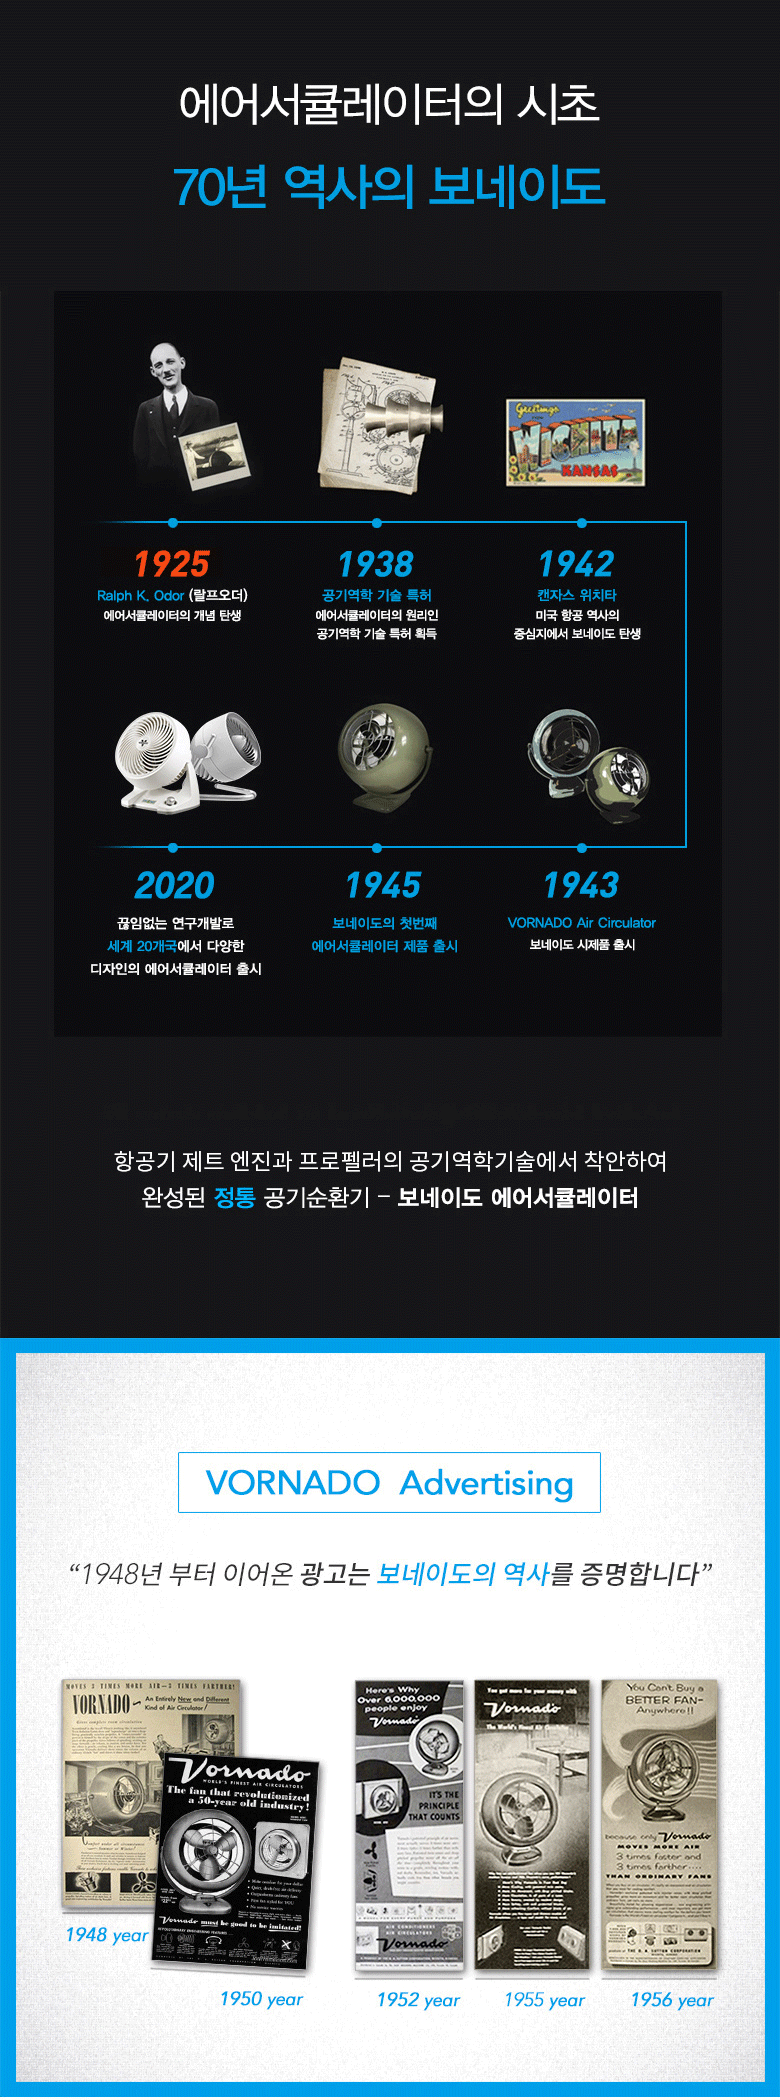 에어서큘레이터의 시초
70년 역사의 보네이도
Greetings
FROM
WICHITA
KANSAS
1925
Ralph K. Odor (랄프오더)
에어서큘레이터의 개념 탄생
1938
공기역학 기술 특허
에어서큘레이터의 원리인
공기역학 기술 특허 획득
1942
캔자스 위치타
미국 항공 역사의
중심지에서 보네이도 탄생
2020
끊임없는 연구개발로
세계 20개국에서 다양한
디자인의 에어서큘레이터 출시
1945
보네이도의 첫번째
에어서큘레이터 제품 출시
1943
VORNADO Air Circulator
보네이도 시제품 출시
항공기 제트 엔진과 프로펠러의 공기역학기술에서 착안하여
완성된 정통 공기순환기 – 보네이도 에어서큘레이터
VORNADO Advertising
“1948년 부터 이어온 광고는 보네이도의 역사를 증명합니다”
MOVES 3 TIMES MORE AIR—3 TIMES FARTHER!
VORNADO
An Entirely New and Different
Kind of Air Circulator!
1948 year
Vornado
WORLD'S FINEST AIR CIRCULATORS
The fan that revolutionized
a 50-year old industry!
Vornado must be good to be imitated!
1950 year
Here's Why
Over 6,000,000
people enjoy
Vornado
IT'S THE
PRINCIPLE
THAT COUNTS
AIR CONDITIONERS
AIR CIRCULATORS
Vornado
1952 year
You get more for your money with
Vornado
The World's Finest Air Circulator
1955 year
You Can't Buy a
BETTER FAN-
Anywhere!!
because only Vornado
MOVES MORE AIR
3 times faster and
3 times farther....
THAN ORDINARY FANS
THE O. A. SUTTON CORPORATION
1956 year